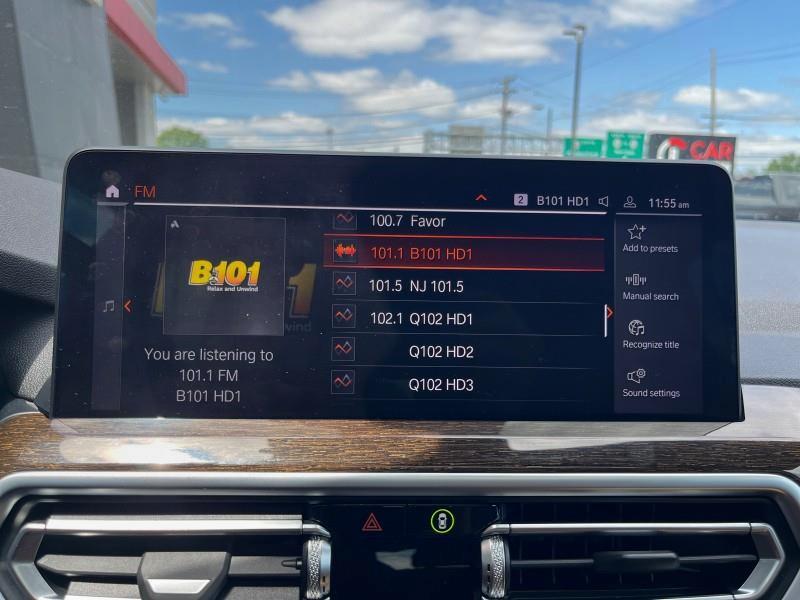 FM
2 B101 HD1
11:55 am
B101
Relax and Unwind
You are listening to
101.1 FM
B101 HD1
100.7 Favor
101.1 B101 HD1
101.5 NJ 101.5
102.1 Q102 HD1
Q102 HD2
Q102 HD3
Add to presets
Manual search
Recognize title
Sound settings
CAR